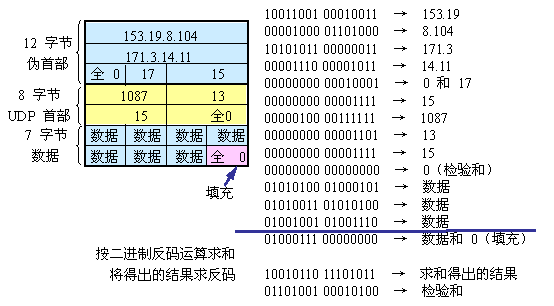 12 字节
伪首部
153.19.8.104
171.3.14.11
全 0 17 15
8 字节
UDP 首部
1087 13
15 全0
7 字节
数据
数据 数据 数据 数据
数据 数据 数据 全 0
填充
按二进制反码运算求和
将得出的结果求反码
10011001 00010011 → 153.19
00001000 01101000 → 8.104
10101011 00000011 → 171.3
00001110 00001011 → 14.11
00000000 00010001 → 0 和 17
00000000 00001111 → 15
00000100 00111111 → 1087
00000000 00001101 → 13
00000000 00001111 → 15
00000000 00000000 → 0（检验和）
01010100 01000101 → 数据
01010011 01010100 → 数据
01001001 01001110 → 数据
01000111 00000000 → 数据和 0（填充）
10010110 11101011 → 求和得出的结果
01101001 00010100 → 检验和